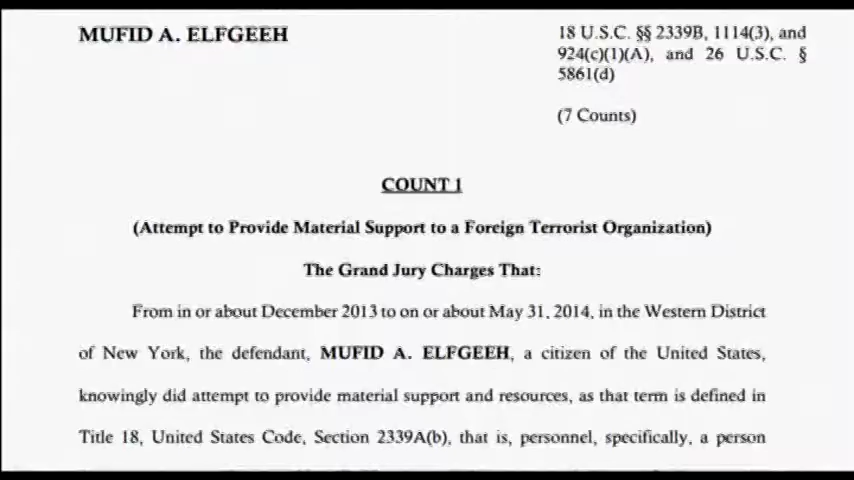 MUFID A. ELFGEEH
18 U.S.C. §§ 2339B, 1114(3), and
924(c)(1)(A), and 26 U.S.C. §
5861(d)
(7 Counts)
COUNT 1
(Attempt to Provide Material Support to a Foreign Terrorist Organization)
The Grand Jury Charges That:
From in or about December 2013 to on or about May 31, 2014, in the Western District
of New York, the defendant, MUFID A. ELFGEEH, a citizen of the United States,
knowingly did attempt to provide material support and resources, as that term is defined in
Title 18, United States Code, Section 2339A(b), that is, personnel, specifically, a person